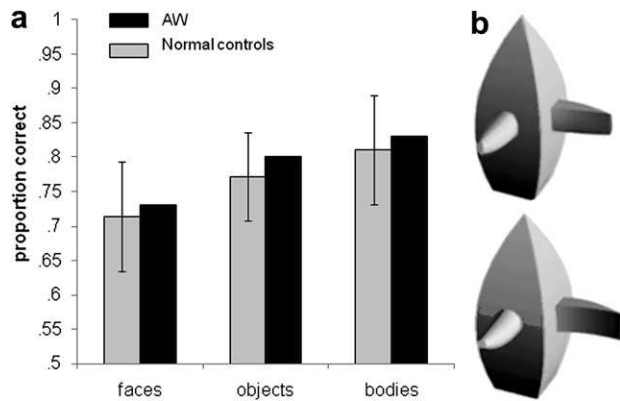 a
b
AW
Normal controls
proportion correct
1
.95
.9
.85
.8
.75
.7
.65
.6
.55
.5
faces objects bodies